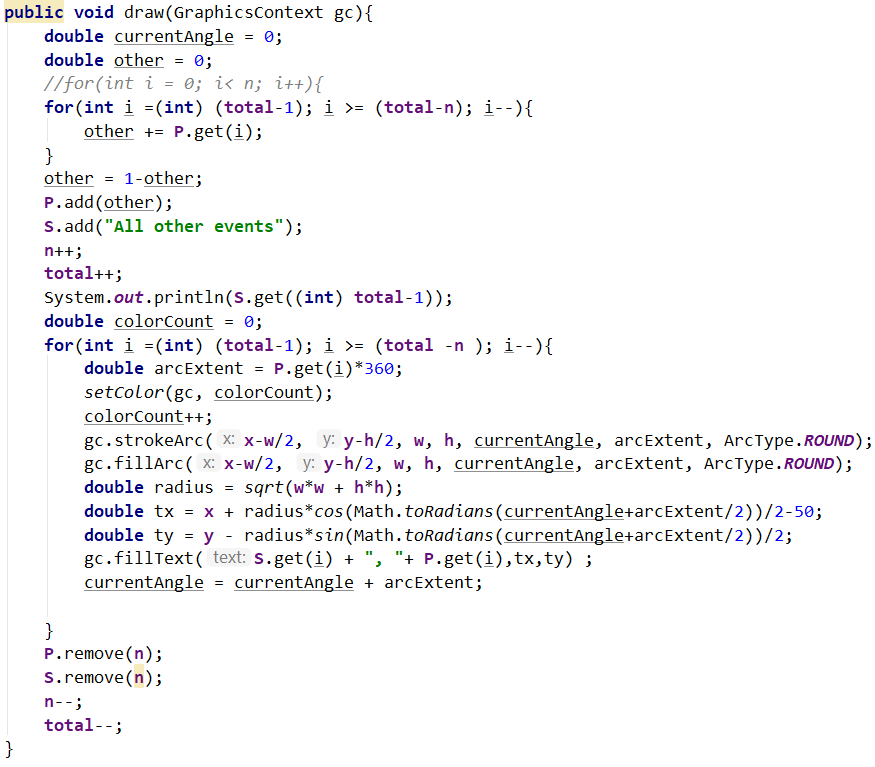 public void draw(GraphicsContext gc){
    double currentAngle = 0;
    double other = 0;
    //for(int i = 0; i< n; i++){
    for(int i =(int) (total-1); i >= (total-n); i--){
        other += P.get(i);
    }
    other = 1-other;
    P.add(other);
    S.add("All other events");
    n++;
    total++;
    System.out.println(S.get((int) total-1));
    double colorCount = 0;
    for(int i =(int) (total-1); i >= (total -n ); i--){
        double arcExtent = P.get(i)*360;
        setColor(gc, colorCount);
        colorCount++;
        gc.strokeArc( x: x-w/2, y: y-h/2, w, h, currentAngle, arcExtent, ArcType.ROUND);
        gc.fillArc( x: x-w/2, y: y-h/2, w, h, currentAngle, arcExtent, ArcType.ROUND);
        double radius = sqrt(w*w + h*h);
        double tx = x + radius*cos(Math.toRadians(currentAngle+arcExtent/2))/2-50;
        double ty = y - radius*sin(Math.toRadians(currentAngle+arcExtent/2))/2;
        gc.fillText( text: S.get(i) + ", "+ P.get(i),tx,ty) ;
        currentAngle = currentAngle + arcExtent;
    }
    P.remove(n);
    S.remove(n);
    n--;
    total--;
}